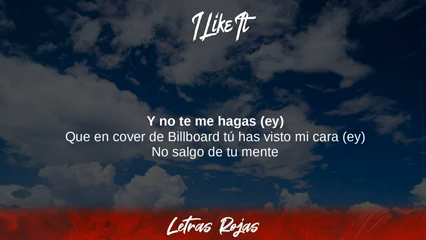 I Like It
Y no te me hagas (ey)
Que en cover de Billboard tú has visto mi cara (ey)
No salgo de tu mente
Letras Rojas